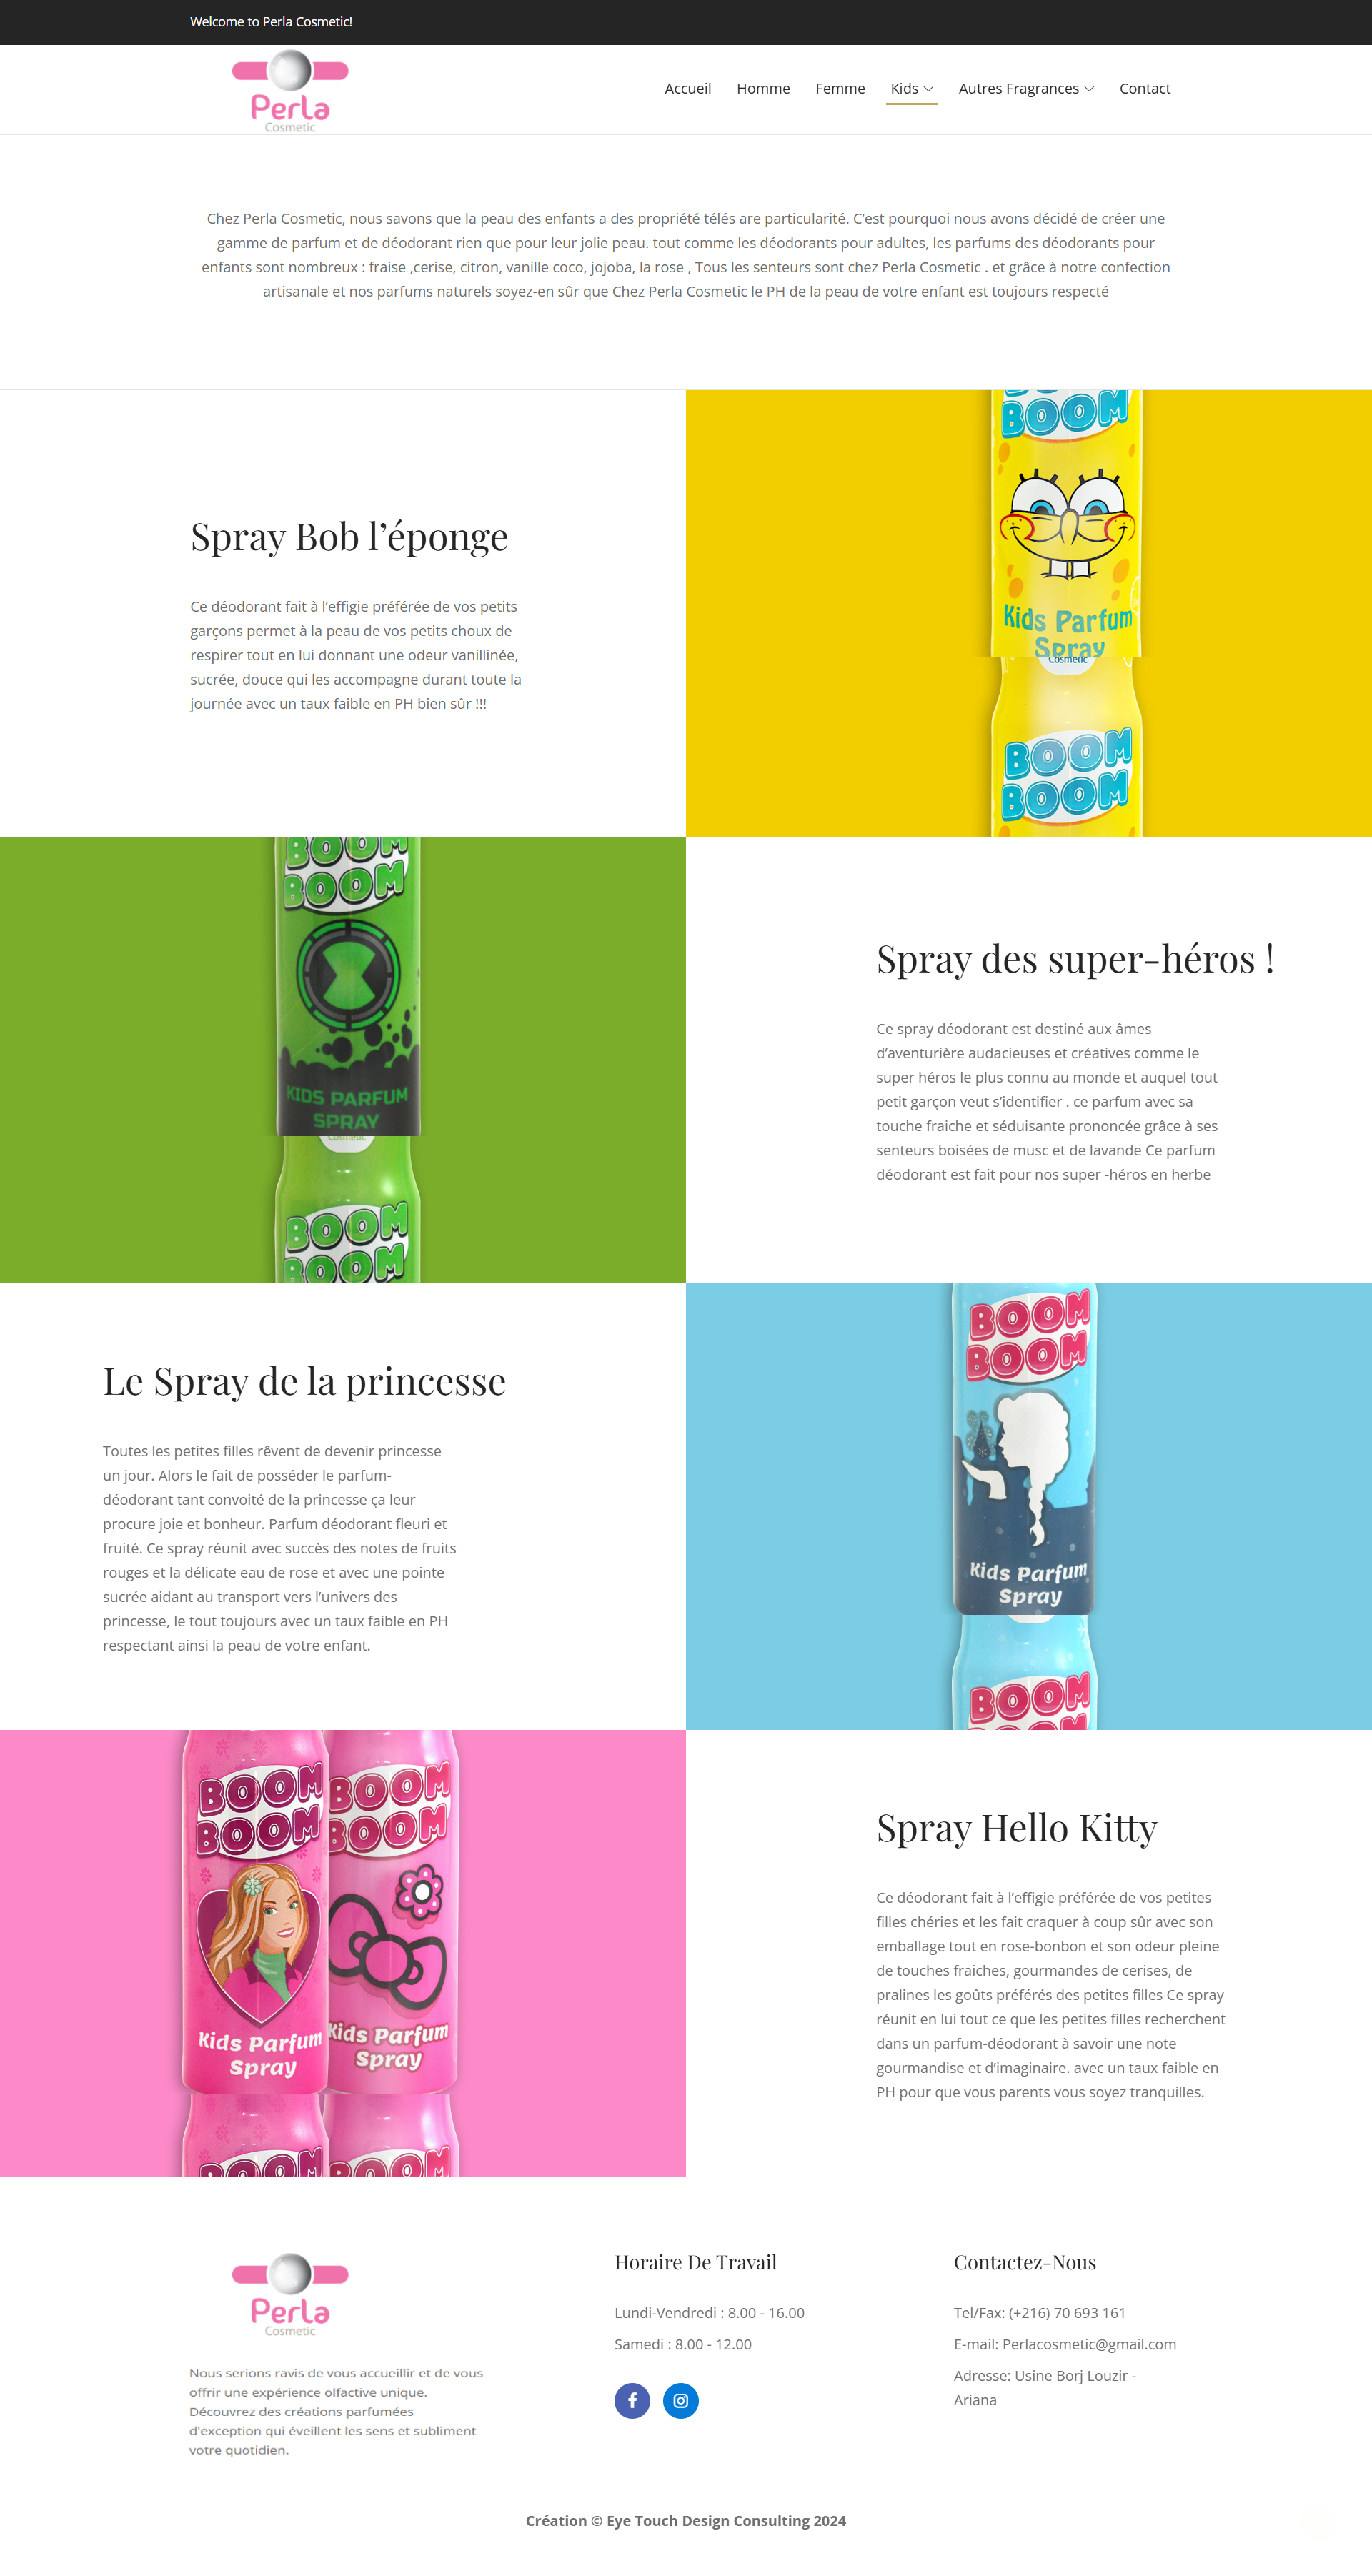 Welcome to Perla Cosmetic!
Perla
Cosmetic
Accueil Homme Femme Kids Autres Fragrances Contact
Chez Perla Cosmetic, nous savons que la peau des enfants a des propriété télés are particularité. C’est pourquoi nous avons décidé de créer une
gamme de parfum et de déodorant rien que pour leur jolie peau. tout comme les déodorants pour adultes, les parfums des déodorants pour
enfants sont nombreux : fraise ,cerise, citron, vanille coco, jojoba, la rose , Tous les senteurs sont chez Perla Cosmetic . et grâce à notre confection
artisanale et nos parfums naturels soyez-en sûr que Chez Perla Cosmetic le PH de la peau de votre enfant est toujours respecté
Spray Bob l’éponge
Ce déodorant fait à l’effigie préférée de vos petits
garçons permet à la peau de vos petits choux de
respirer tout en lui donnant une odeur vanillinée,
sucrée, douce qui les accompagne durant toute la
journée avec un taux faible en PH bien sûr !!!
BOOM
Kids Parfum
Spray
Cosmetic
BOOM
BOOM
BOOM
BOOM
KIDS PARFUM
SPRAY
Cosmetic
BOOM
BOOM
Spray des super-héros !
Ce spray déodorant est destiné aux âmes
d’aventurière audacieuses et créatives comme le
super héros le plus connu au monde et auquel tout
petit garçon veut s’identifier . ce parfum avec sa
touche fraiche et séduisante prononcée grâce à ses
senteurs boisées de musc et de lavande Ce parfum
déodorant est fait pour nos super -héros en herbe
Le Spray de la princesse
Toutes les petites filles rêvent de devenir princesse
un jour. Alors le fait de posséder le parfum-
déodorant tant convoité de la princesse ça leur
procure joie et bonheur. Parfum déodorant fleuri et
fruité. Ce spray réunit avec succès des notes de fruits
rouges et la délicate eau de rose et avec une pointe
sucrée aidant au transport vers l’univers des
princesse, le tout toujours avec un taux faible en PH
respectant ainsi la peau de votre enfant.
BOOM
BOOM
Kids Parfum
Spray
BOOM
BOOM BOOM
BOOM BOOM
Kids Parfum Kids Parfum
Spray Spray
BOOM BOOM
Spray Hello Kitty
Ce déodorant fait à l’effigie préférée de vos petites
filles chéries et les fait craquer à coup sûr avec son
emballage tout en rose-bonbon et son odeur pleine
de touches fraiches, gourmandes de cerises, de
pralines les goûts préférés des petites filles Ce spray
réunit en lui tout ce que les petites filles recherchent
dans un parfum-déodorant à savoir une note
gourmandise et d’imaginaire. avec un taux faible en
PH pour que vous parents vous soyez tranquilles.
Perla
Cosmetic
Nous serions ravis de vous accueillir et de vous
offrir une expérience olfactive unique.
Découvrez des créations parfumées
d'exception qui éveillent les sens et subliment
votre quotidien.
Horaire De Travail
Lundi-Vendredi : 8.00 - 16.00
Samedi : 8.00 - 12.00
Contactez-Nous
Tel/Fax: (+216) 70 693 161
E-mail: Perlacosmetic@gmail.com
Adresse: Usine Borj Louzir -
Ariana
Création © Eye Touch Design Consulting 2024